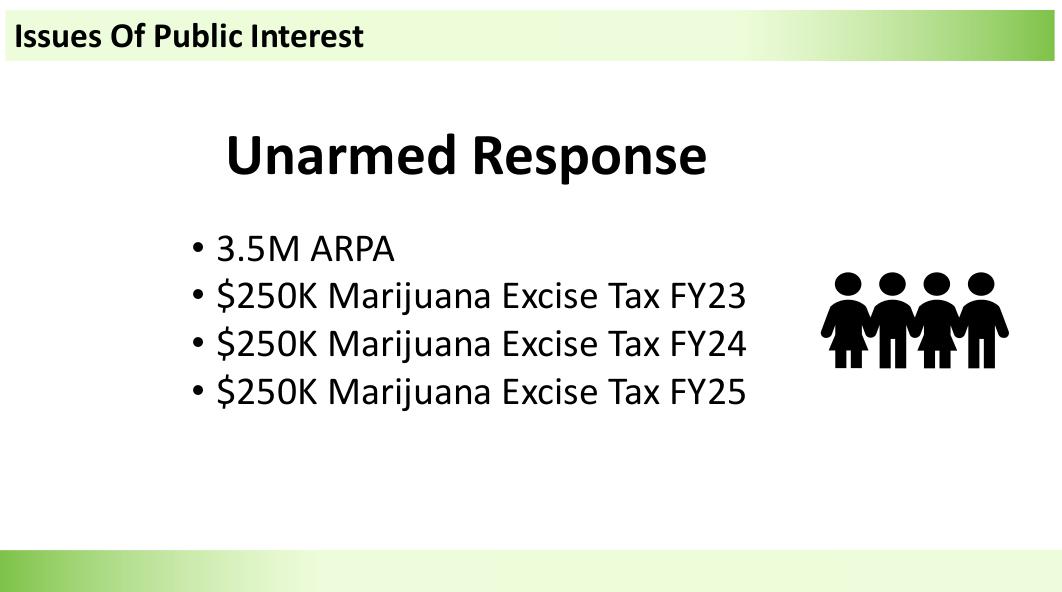 Issues Of Public Interest
Unarmed Response
• 3.5M ARPA
• $250K Marijuana Excise Tax FY23
• $250K Marijuana Excise Tax FY24
• $250K Marijuana Excise Tax FY25